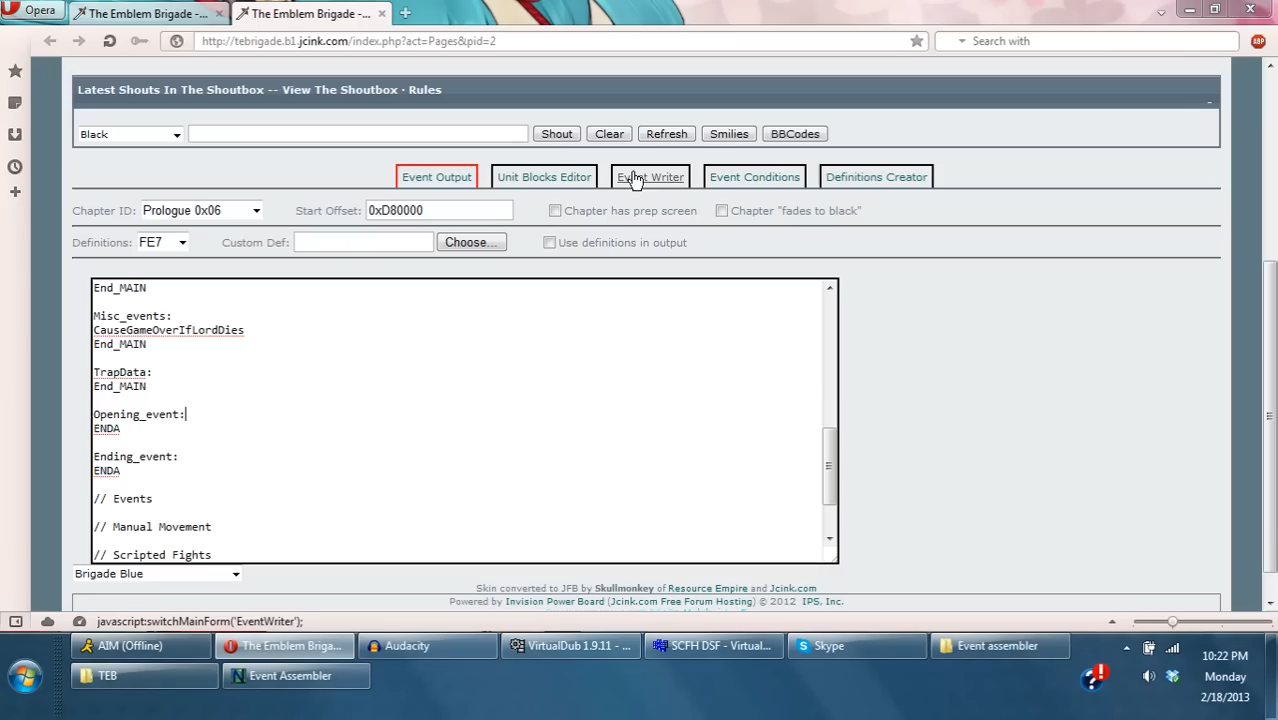 Opera
The Emblem Brigade -...
The Emblem Brigade -...
http://tebrigade.b1.jcink.com/index.php?act=Pages&pid=2
Search with
ABP
Latest Shouts In The Shoutbox -- View The Shoutbox · Rules
Black
Shout
Clear
Refresh
Smilies
BBCodes
Event Output
Unit Blocks Editor
Event Writer
Event Conditions
Definitions Creator
Chapter ID:
Prologue 0x06
Start Offset:
0xD80000
Chapter has prep screen
Chapter "fades to black"
Definitions:
FE7
Custom Def:
Choose...
Use definitions in output
End_MAIN
Misc_events:
CauseGameOverIfLordDies
End_MAIN
TrapData:
End_MAIN
Opening_event:
ENDA
Ending_event:
ENDA
// Events
// Manual Movement
// Scripted Fights
Brigade Blue
Skin converted to JFB by Skullmonkey of Resource Empire and Jcink.com
Powered by Invision Power Board (Jcink.com Free Forum Hosting) © 2012 IPS, Inc.
javascript:switchMainForm('EventWriter');
AIM (Offline)
The Emblem Briga...
Audacity
VirtualDub 1.9.11 - ...
SCFH DSF - Virtual...
Skype
Event assembler
TEB
Event Assembler
10:22 PM
Monday
2/18/2013